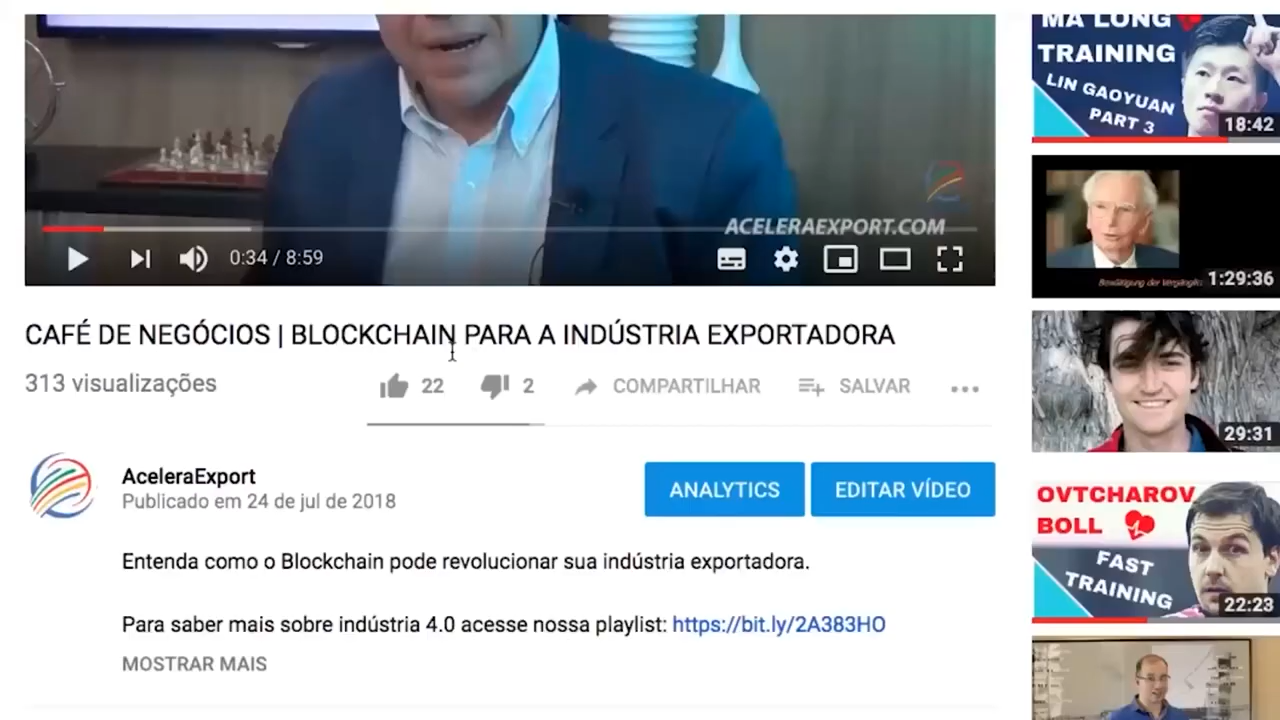 ACELERAEXPORT.COM
0:34 / 8:59
CAFÉ DE NEGÓCIOS | BLOCKCHAIN PARA A INDÚSTRIA EXPORTADORA
313 visualizações
22
2
COMPARTILHAR
SALVAR
AceleraExport
Publicado em 24 de jul de 2018
ANALYTICS
EDITAR VÍDEO
Entenda como o Blockchain pode revolucionar sua indústria exportadora.
Para saber mais sobre indústria 4.0 acesse nossa playlist: https://bit.ly/2A383HO
MOSTRAR MAIS
MA LONG
TRAINING
LIN GAOYUAN
PART 3
18:42
Bewältigung der
1:29:36
29:31
OVTCHAROV
BOLL
FAST
TRAINING
22:23